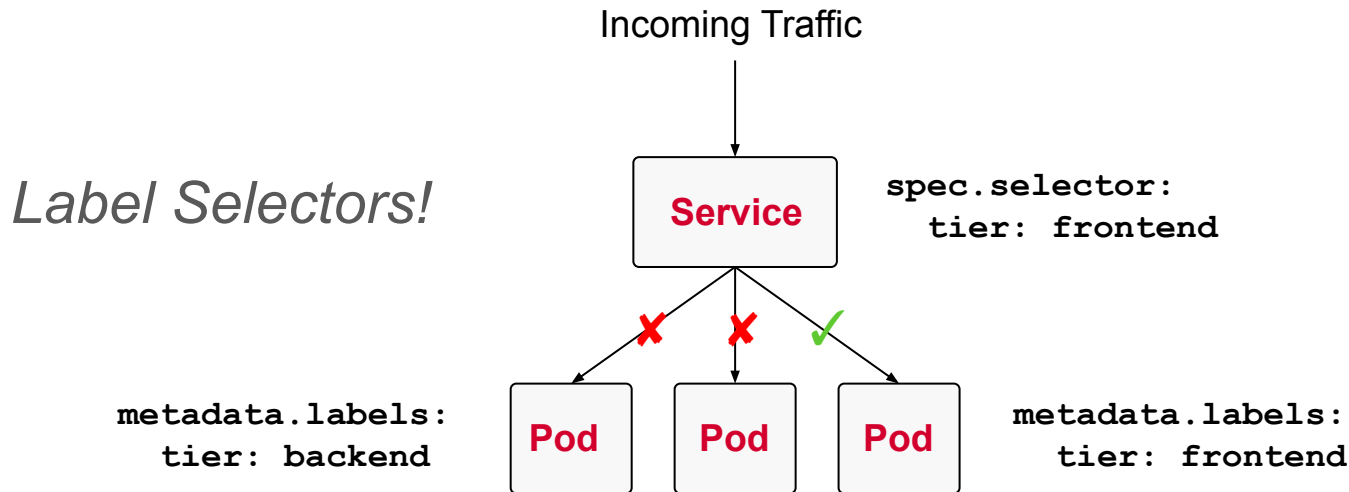 Incoming Traffic
Label Selectors!
Service
spec.selector:
tier: frontend
metadata.labels:
tier: backend
Pod
Pod
Pod
metadata.labels:
tier: frontend